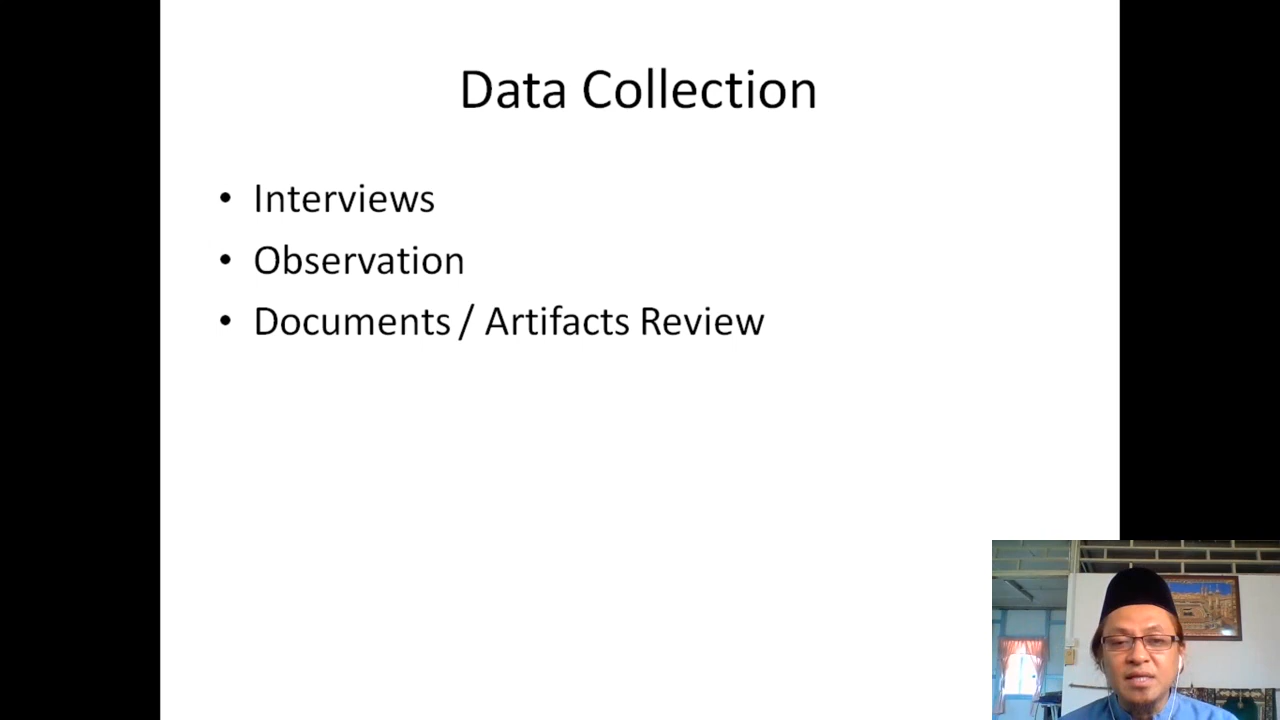 Data Collection
• Interviews
• Observation
• Documents / Artifacts Review